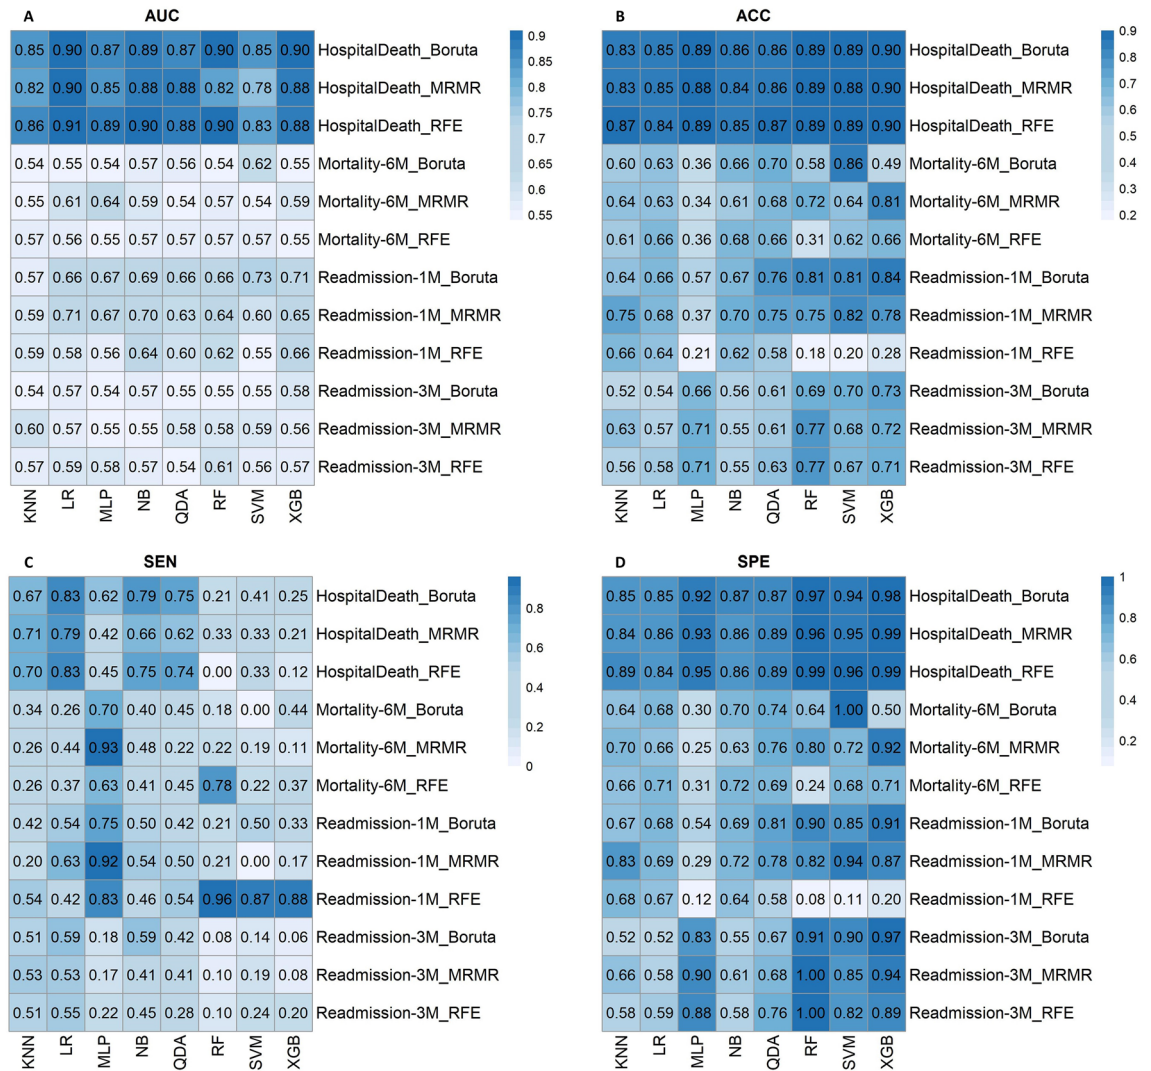 A AUC
0.85 0.90 0.87 0.89 0.87 0.90 0.85 0.90 HospitalDeath_Boruta
0.82 0.90 0.85 0.88 0.88 0.82 0.78 0.88 HospitalDeath_MRMR
0.86 0.91 0.89 0.90 0.88 0.90 0.83 0.88 HospitalDeath_RFE
0.54 0.55 0.54 0.57 0.56 0.54 0.62 0.55 Mortality-6M_Boruta
0.55 0.61 0.64 0.59 0.54 0.57 0.54 0.59 Mortality-6M_MRMR
0.57 0.56 0.55 0.57 0.57 0.57 0.57 0.55 Mortality-6M_RFE
0.57 0.66 0.67 0.69 0.66 0.66 0.73 0.71 Readmission-1M_Boruta
0.59 0.71 0.67 0.70 0.63 0.64 0.60 0.65 Readmission-1M_MRMR
0.59 0.58 0.56 0.64 0.60 0.62 0.55 0.66 Readmission-1M_RFE
0.54 0.57 0.54 0.57 0.55 0.55 0.55 0.58 Readmission-3M_Boruta
0.60 0.57 0.55 0.55 0.58 0.58 0.59 0.56 Readmission-3M_MRMR
0.57 0.59 0.58 0.57 0.54 0.61 0.56 0.57 Readmission-3M_RFE
KNN LR MLP NB QDA RF SVM XGB
0.9
0.85
0.8
0.75
0.7
0.65
0.6
0.55
B ACC
0.83 0.85 0.89 0.86 0.86 0.89 0.89 0.90 HospitalDeath_Boruta
0.83 0.85 0.88 0.84 0.86 0.89 0.88 0.90 HospitalDeath_MRMR
0.87 0.84 0.89 0.85 0.87 0.89 0.89 0.90 HospitalDeath_RFE
0.60 0.63 0.36 0.66 0.70 0.58 0.86 0.49 Mortality-6M_Boruta
0.64 0.63 0.34 0.61 0.68 0.72 0.64 0.81 Mortality-6M_MRMR
0.61 0.66 0.36 0.68 0.66 0.31 0.62 0.66 Mortality-6M_RFE
0.64 0.66 0.57 0.67 0.76 0.81 0.81 0.84 Readmission-1M_Boruta
0.75 0.68 0.37 0.70 0.75 0.75 0.82 0.78 Readmission-1M_MRMR
0.66 0.64 0.21 0.62 0.58 0.18 0.20 0.28 Readmission-1M_RFE
0.52 0.54 0.66 0.56 0.61 0.69 0.70 0.73 Readmission-3M_Boruta
0.63 0.57 0.71 0.55 0.61 0.77 0.68 0.72 Readmission-3M_MRMR
0.56 0.58 0.71 0.55 0.63 0.77 0.67 0.71 Readmission-3M_RFE
KNN LR MLP NB QDA RF SVM XGB
0.9
0.8
0.7
0.6
0.5
0.4
0.3
0.2
C SEN
0.67 0.83 0.62 0.79 0.75 0.21 0.41 0.25 HospitalDeath_Boruta
0.71 0.79 0.42 0.66 0.62 0.33 0.33 0.21 HospitalDeath_MRMR
0.70 0.83 0.45 0.75 0.74 0.00 0.33 0.12 HospitalDeath_RFE
0.34 0.26 0.70 0.40 0.45 0.18 0.00 0.44 Mortality-6M_Boruta
0.26 0.44 0.93 0.48 0.22 0.22 0.19 0.11 Mortality-6M_MRMR
0.26 0.37 0.63 0.41 0.45 0.78 0.22 0.37 Mortality-6M_RFE
0.42 0.54 0.75 0.50 0.42 0.21 0.50 0.33 Readmission-1M_Boruta
0.20 0.63 0.92 0.54 0.50 0.21 0.00 0.17 Readmission-1M_MRMR
0.54 0.42 0.83 0.46 0.54 0.96 0.87 0.88 Readmission-1M_RFE
0.51 0.59 0.18 0.59 0.42 0.08 0.14 0.06 Readmission-3M_Boruta
0.53 0.53 0.17 0.41 0.41 0.10 0.19 0.08 Readmission-3M_MRMR
0.51 0.55 0.22 0.45 0.28 0.10 0.24 0.20 Readmission-3M_RFE
KNN LR MLP NB QDA RF SVM XGB
0.8
0.6
0.4
0.2
0
D SPE
0.85 0.85 0.92 0.87 0.87 0.97 0.94 0.98 HospitalDeath_Boruta
0.84 0.86 0.93 0.86 0.89 0.96 0.95 0.99 HospitalDeath_MRMR
0.89 0.84 0.95 0.86 0.89 0.99 0.96 0.99 HospitalDeath_RFE
0.64 0.68 0.30 0.70 0.74 0.64 1.00 0.50 Mortality-6M_Boruta
0.70 0.66 0.25 0.63 0.76 0.80 0.72 0.92 Mortality-6M_MRMR
0.66 0.71 0.31 0.72 0.69 0.24 0.68 0.71 Mortality-6M_RFE
0.67 0.68 0.54 0.69 0.81 0.90 0.85 0.91 Readmission-1M_Boruta
0.83 0.69 0.29 0.72 0.78 0.82 0.94 0.87 Readmission-1M_MRMR
0.68 0.67 0.12 0.64 0.58 0.08 0.11 0.20 Readmission-1M_RFE
0.52 0.52 0.83 0.55 0.67 0.91 0.90 0.97 Readmission-3M_Boruta
0.66 0.58 0.90 0.61 0.68 1.00 0.85 0.94 Readmission-3M_MRMR
0.58 0.59 0.88 0.58 0.76 1.00 0.82 0.89 Readmission-3M_RFE
KNN LR MLP NB QDA RF SVM XGB
1
0.8
0.6
0.4
0.2